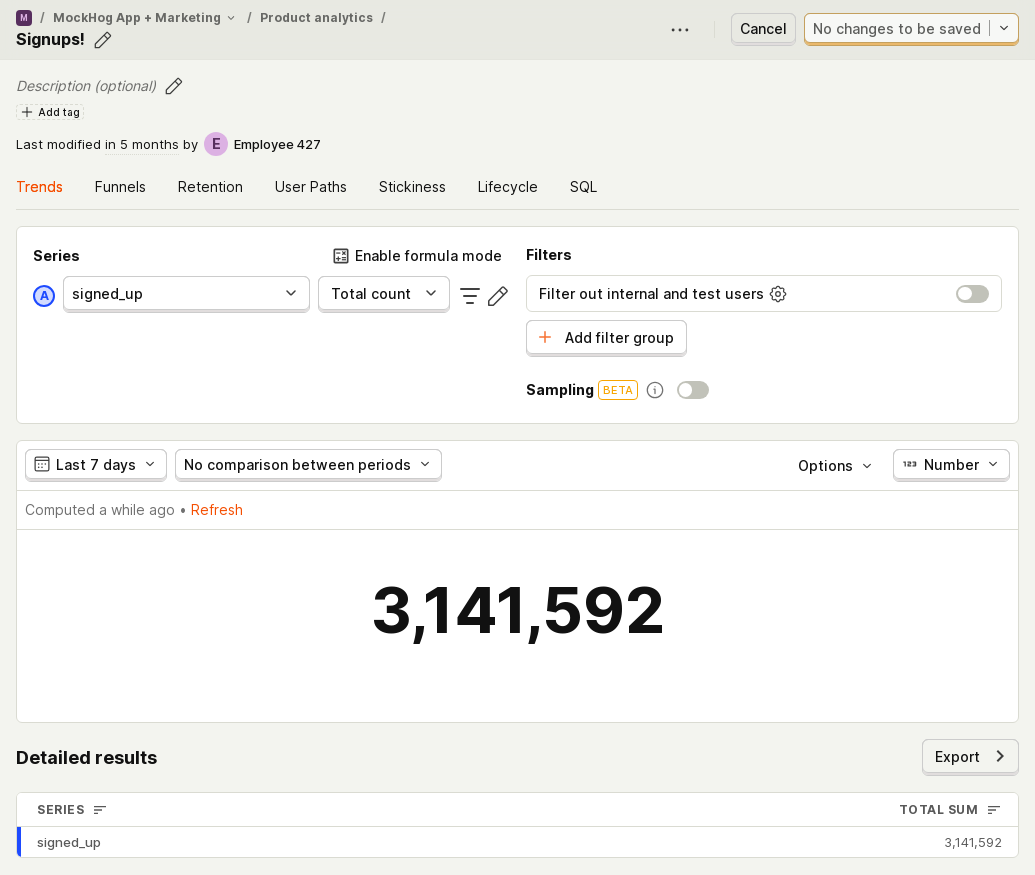 M / MockHog App + Marketing / Product analytics /
Signups!
Cancel
No changes to be saved
Description (optional)
Add tag
Last modified in 5 months by E Employee 427
Trends Funnels Retention User Paths Stickiness Lifecycle SQL
Series
Enable formula mode
A signed_up Total count
Filters
Filter out internal and test users
Add filter group
Sampling BETA
Last 7 days No comparison between periods Options 123 Number
Computed a while ago • Refresh
3,141,592
Detailed results Export
SERIES TOTAL SUM
signed_up 3,141,592